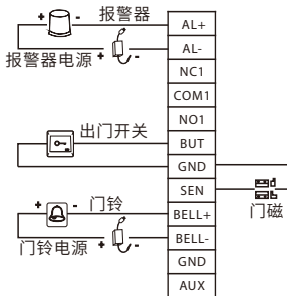 报警器
+ -
报警器电源 + -
出门开关
+ - 门铃
门铃电源 + -
AL+
AL-
NC1
COM1
NO1
BUT
GND
SEN
BELL+
BELL-
GND
AUX
门磁